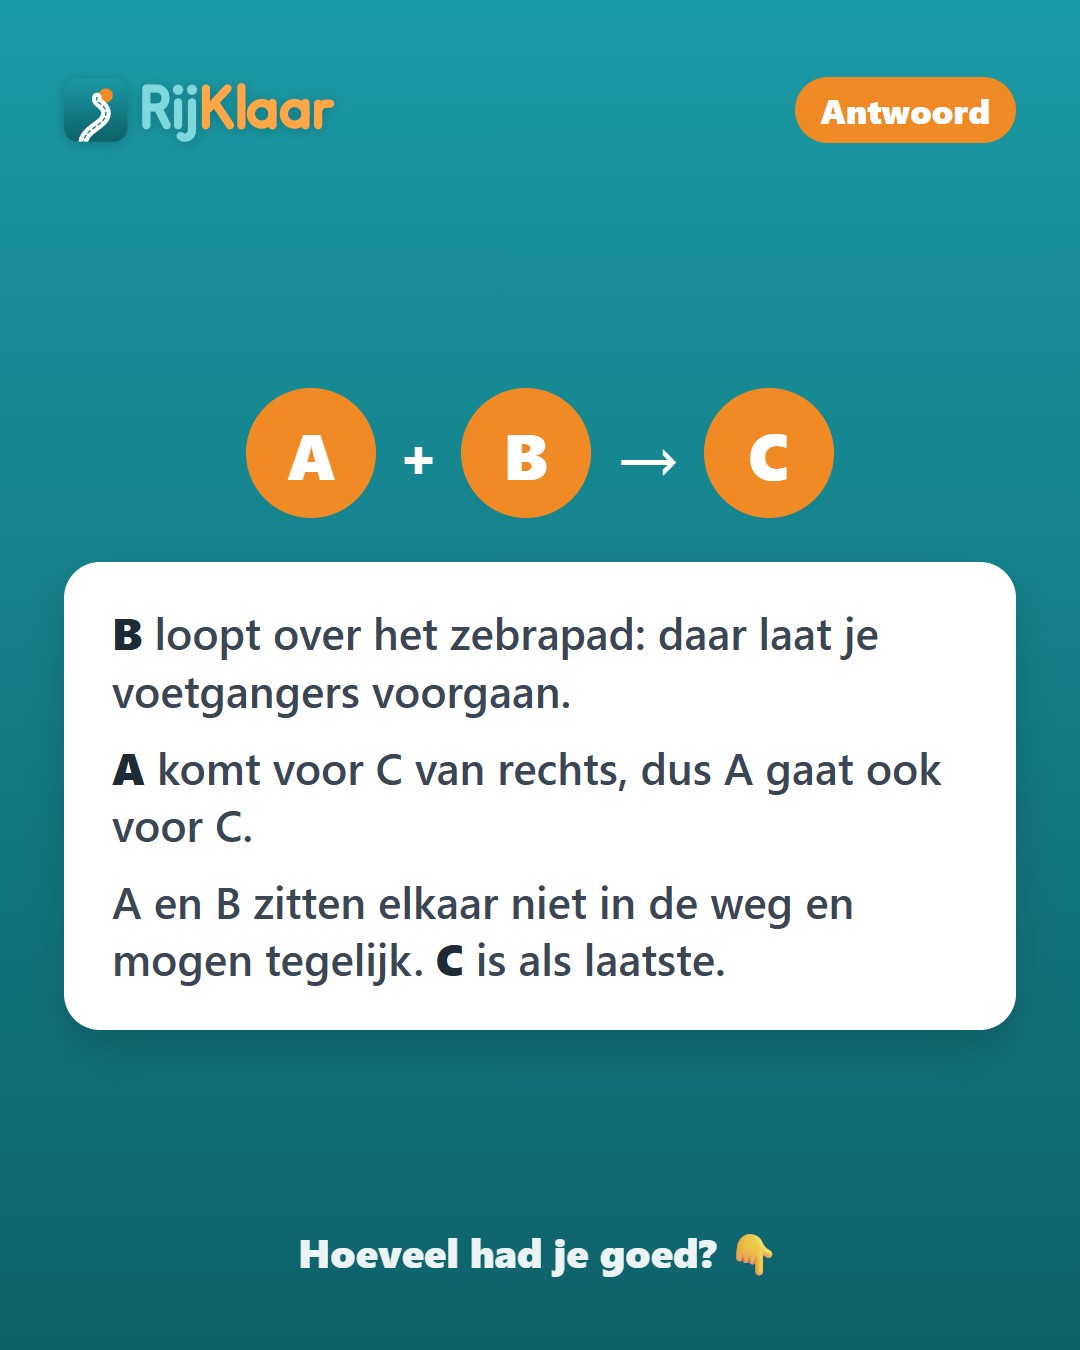 RijKlaar
Antwoord
A + B → C
B loopt over het zebrapad: daar laat je
voetgangers voorgaan.
A komt voor C van rechts, dus A gaat ook
voor C.
A en B zitten elkaar niet in de weg en
mogen tegelijk. C is als laatste.
Hoeveel had je goed? 👇